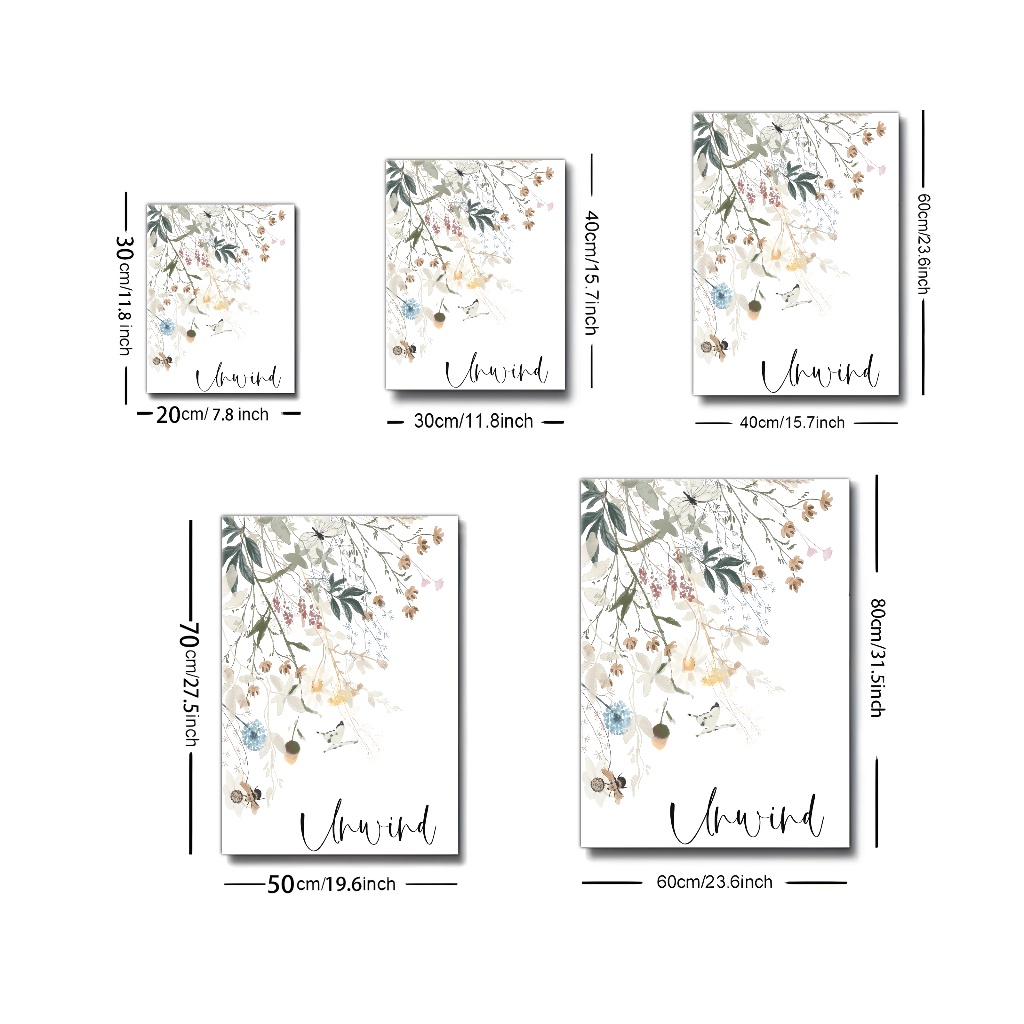 30cm/11.8 inch
Unwind
20cm/ 7.8 inch
40cm/15.7inch
Unwind
30cm/11.8inch
60cm/23.6inch
Unwind
40cm/15.7inch
70cm/27.5inch
Unwind
50cm/19.6inch
80cm/31.5inch
Unwind
60cm/23.6inch